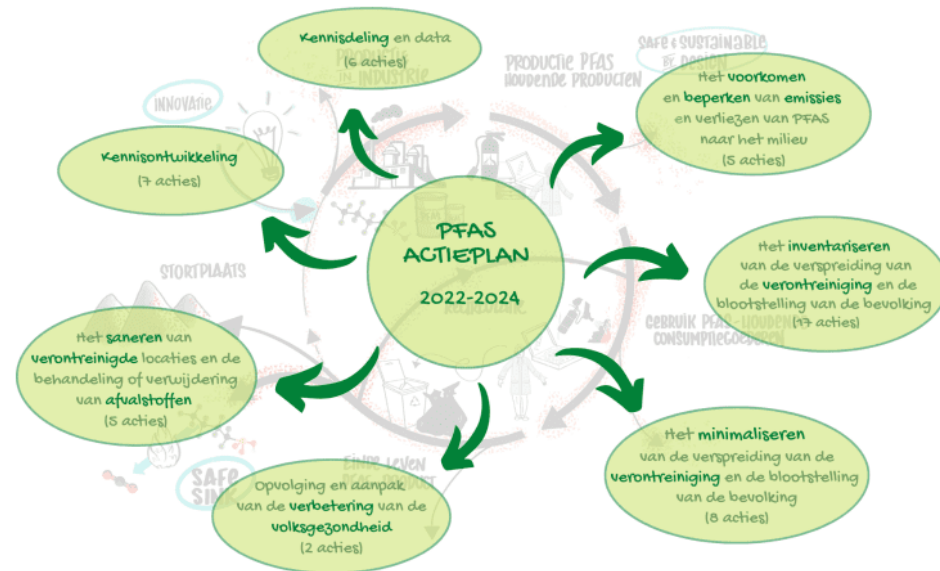 Kennisdeling en data
(6 acties)
PRODUCTIE
IN INDUSTRIE
PRODUCTIE PFAS
HOUDENDE PRODUCTEN
SAFE & SUSTAINABLE
BY DESIGN
Het voorkomen
en beperken van emissies
en verliezen van PFAS
naar het milieu
(5 acties)
INNOVATIE
Kennisontwikkeling
(7 acties)
PFAS
ACTIEPLAN
2022-2024
Het inventariseren
van de verspreiding van
de verontreiniging en de
blootstelling van de bevolking
(17 acties)
STORTPLAATS
GEBRUIK PFAS-HOUDENDE
CONSUMPTIEGOEDEREN
Het saneren van
verontreinigde locaties en de
behandeling of verwijdering
van afvalstoffen
(5 acties)
Het minimaliseren
van de verspreiding van de
verontreiniging en de blootstelling
van de bevolking
(8 acties)
SAFE
SINK
EINDE LEVEN
PFAS-PRODUCT
Opvolging en aanpak
van de verbetering van de
volksgezondheid
(2 acties)